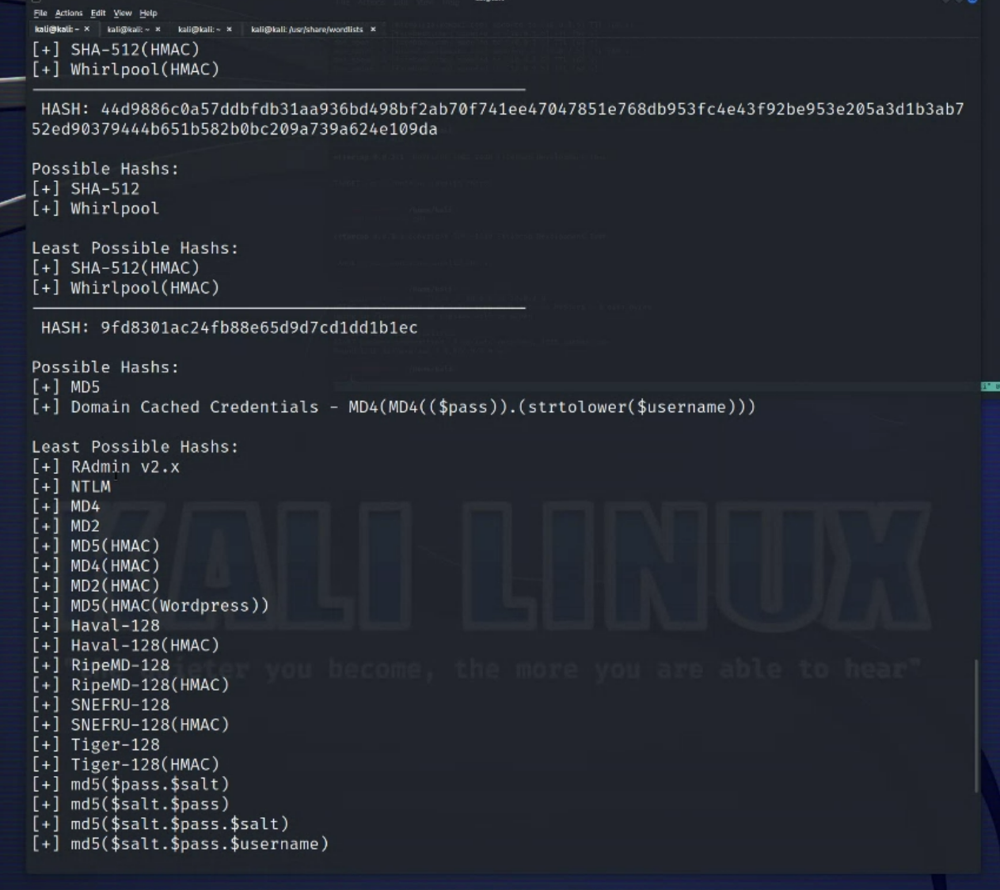 File Actions Edit View Help
kali@kali: ~ × kali@kali: ~ × kali@kali: ~ × kali@kali: /usr/share/wordlists ×
[+] SHA-512(HMAC)
[+] Whirlpool(HMAC)
HASH: 44d9886c0a57ddbfdb31aa936bd498bf2ab70f741ee47047851e768db953fc4e43f92be953e205a3d1b3ab7
52ed90379444b651b582b0bc209a739a624e109da
Possible Hashs:
[+] SHA-512
[+] Whirlpool
Least Possible Hashs:
[+] SHA-512(HMAC)
[+] Whirlpool(HMAC)
HASH: 9fd8301ac24fb88e65d9d7cd1dd1b1ec
Possible Hashs:
[+] MD5
[+] Domain Cached Credentials - MD4(MD4(($pass)).(strtolower($username)))
Least Possible Hashs:
[+] RAdmin v2.x
[+] NTLM
[+] MD4
[+] MD2
[+] MD5(HMAC)
[+] MD4(HMAC)
[+] MD2(HMAC)
[+] MD5(HMAC(Wordpress))
[+] Haval-128
[+] Haval-128(HMAC)
[+] RipeMD-128
[+] RipeMD-128(HMAC)
[+] SNEFRU-128
[+] SNEFRU-128(HMAC)
[+] Tiger-128
[+] Tiger-128(HMAC)
[+] md5($pass.$salt)
[+] md5($salt.$pass)
[+] md5($salt.$pass.$salt)
[+] md5($salt.$pass.$username)
KALI LINUX
you become, the more you are able to hear"